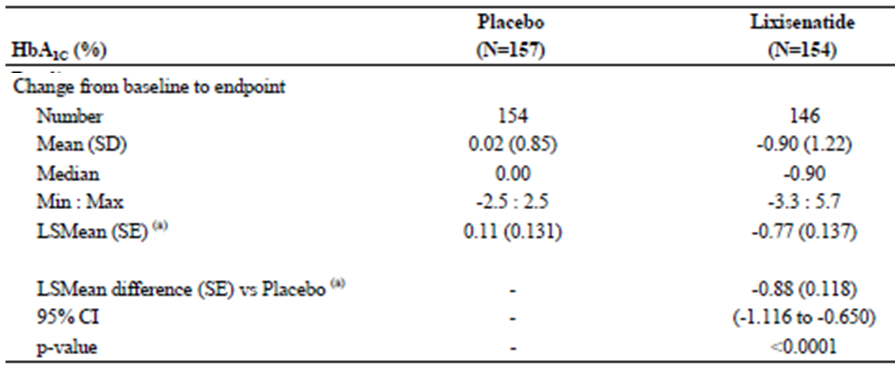 Placebo Lixisenatide
HbA1C (%) (N=157) (N=154)
Change from baseline to endpoint
Number 154 146
Mean (SD) 0.02 (0.85) -0.90 (1.22)
Median 0.00 -0.90
Min : Max -2.5 : 2.5 -3.3 : 5.7
LSMean (SE) (a) 0.11 (0.131) -0.77 (0.137)
LSMean difference (SE) vs Placebo (a) - -0.88 (0.118)
95% CI - (-1.116 to -0.650)
p-value - <0.0001